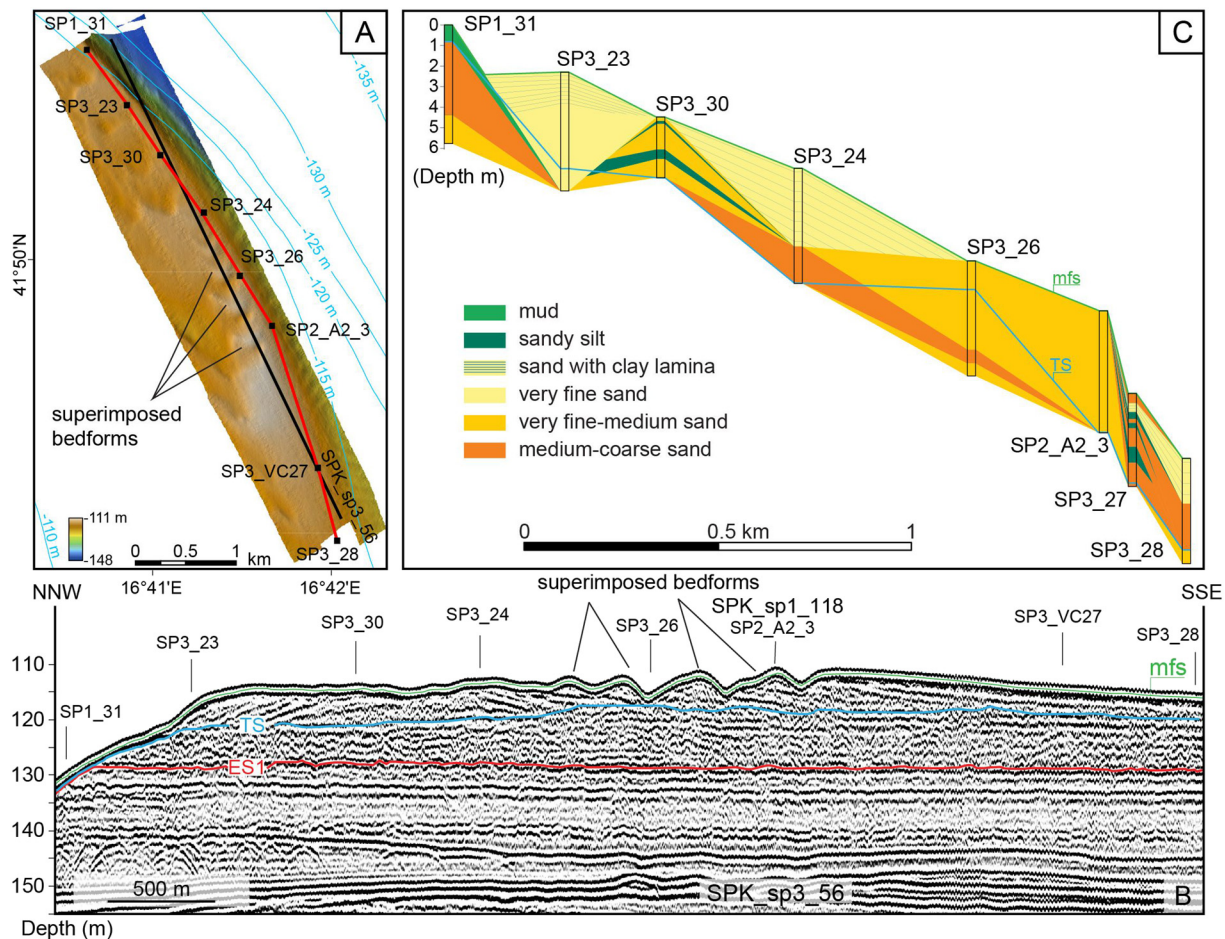 A
SP1_31
SP3_23
SP3_30
SP3_24
SP3_26
SP2_A2_3
SP3_VC27
SPK_sp3_56
SP3_28
superimposed
bedforms
-135 m
-130 m
-125 m
-120 m
-115 m
-110 m
41°50'N
-111 m
-148
0 0.5 1
km
16°41'E 16°42'E
C
0
1
2
3
4
5
6
(Depth m)
SP1_31
SP3_23
SP3_30
SP3_24
SP3_26
mfs
TS
SP2_A2_3
SP3_27
SP3_28
mud
sandy silt
sand with clay lamina
very fine sand
very fine-medium sand
medium-coarse sand
0 0.5 km 1
NNW
SSE
superimposed bedforms
SPK_sp1_118
SP1_31
SP3_23
SP3_30
SP3_24
SP3_26
SP2_A2_3
SP3_VC27
SP3_28
mfs
TS
ES1
110
120
130
140
150
500 m
SPK_sp3_56
B
Depth (m)